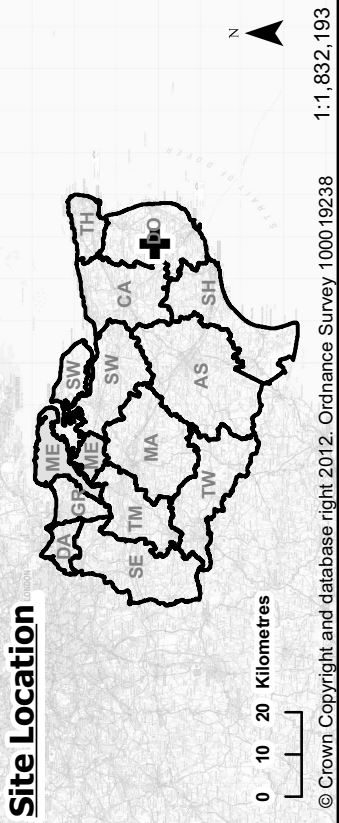 Site Location
LONDON
ME
SW
TH
DA
GR
ME
SW
CA
DO
SE
TM
MA
AS
SH
TW
N
0 10 20 Kilometres
1:1,832,193
© Crown Copyright and database right 2012. Ordnance Survey 100019238